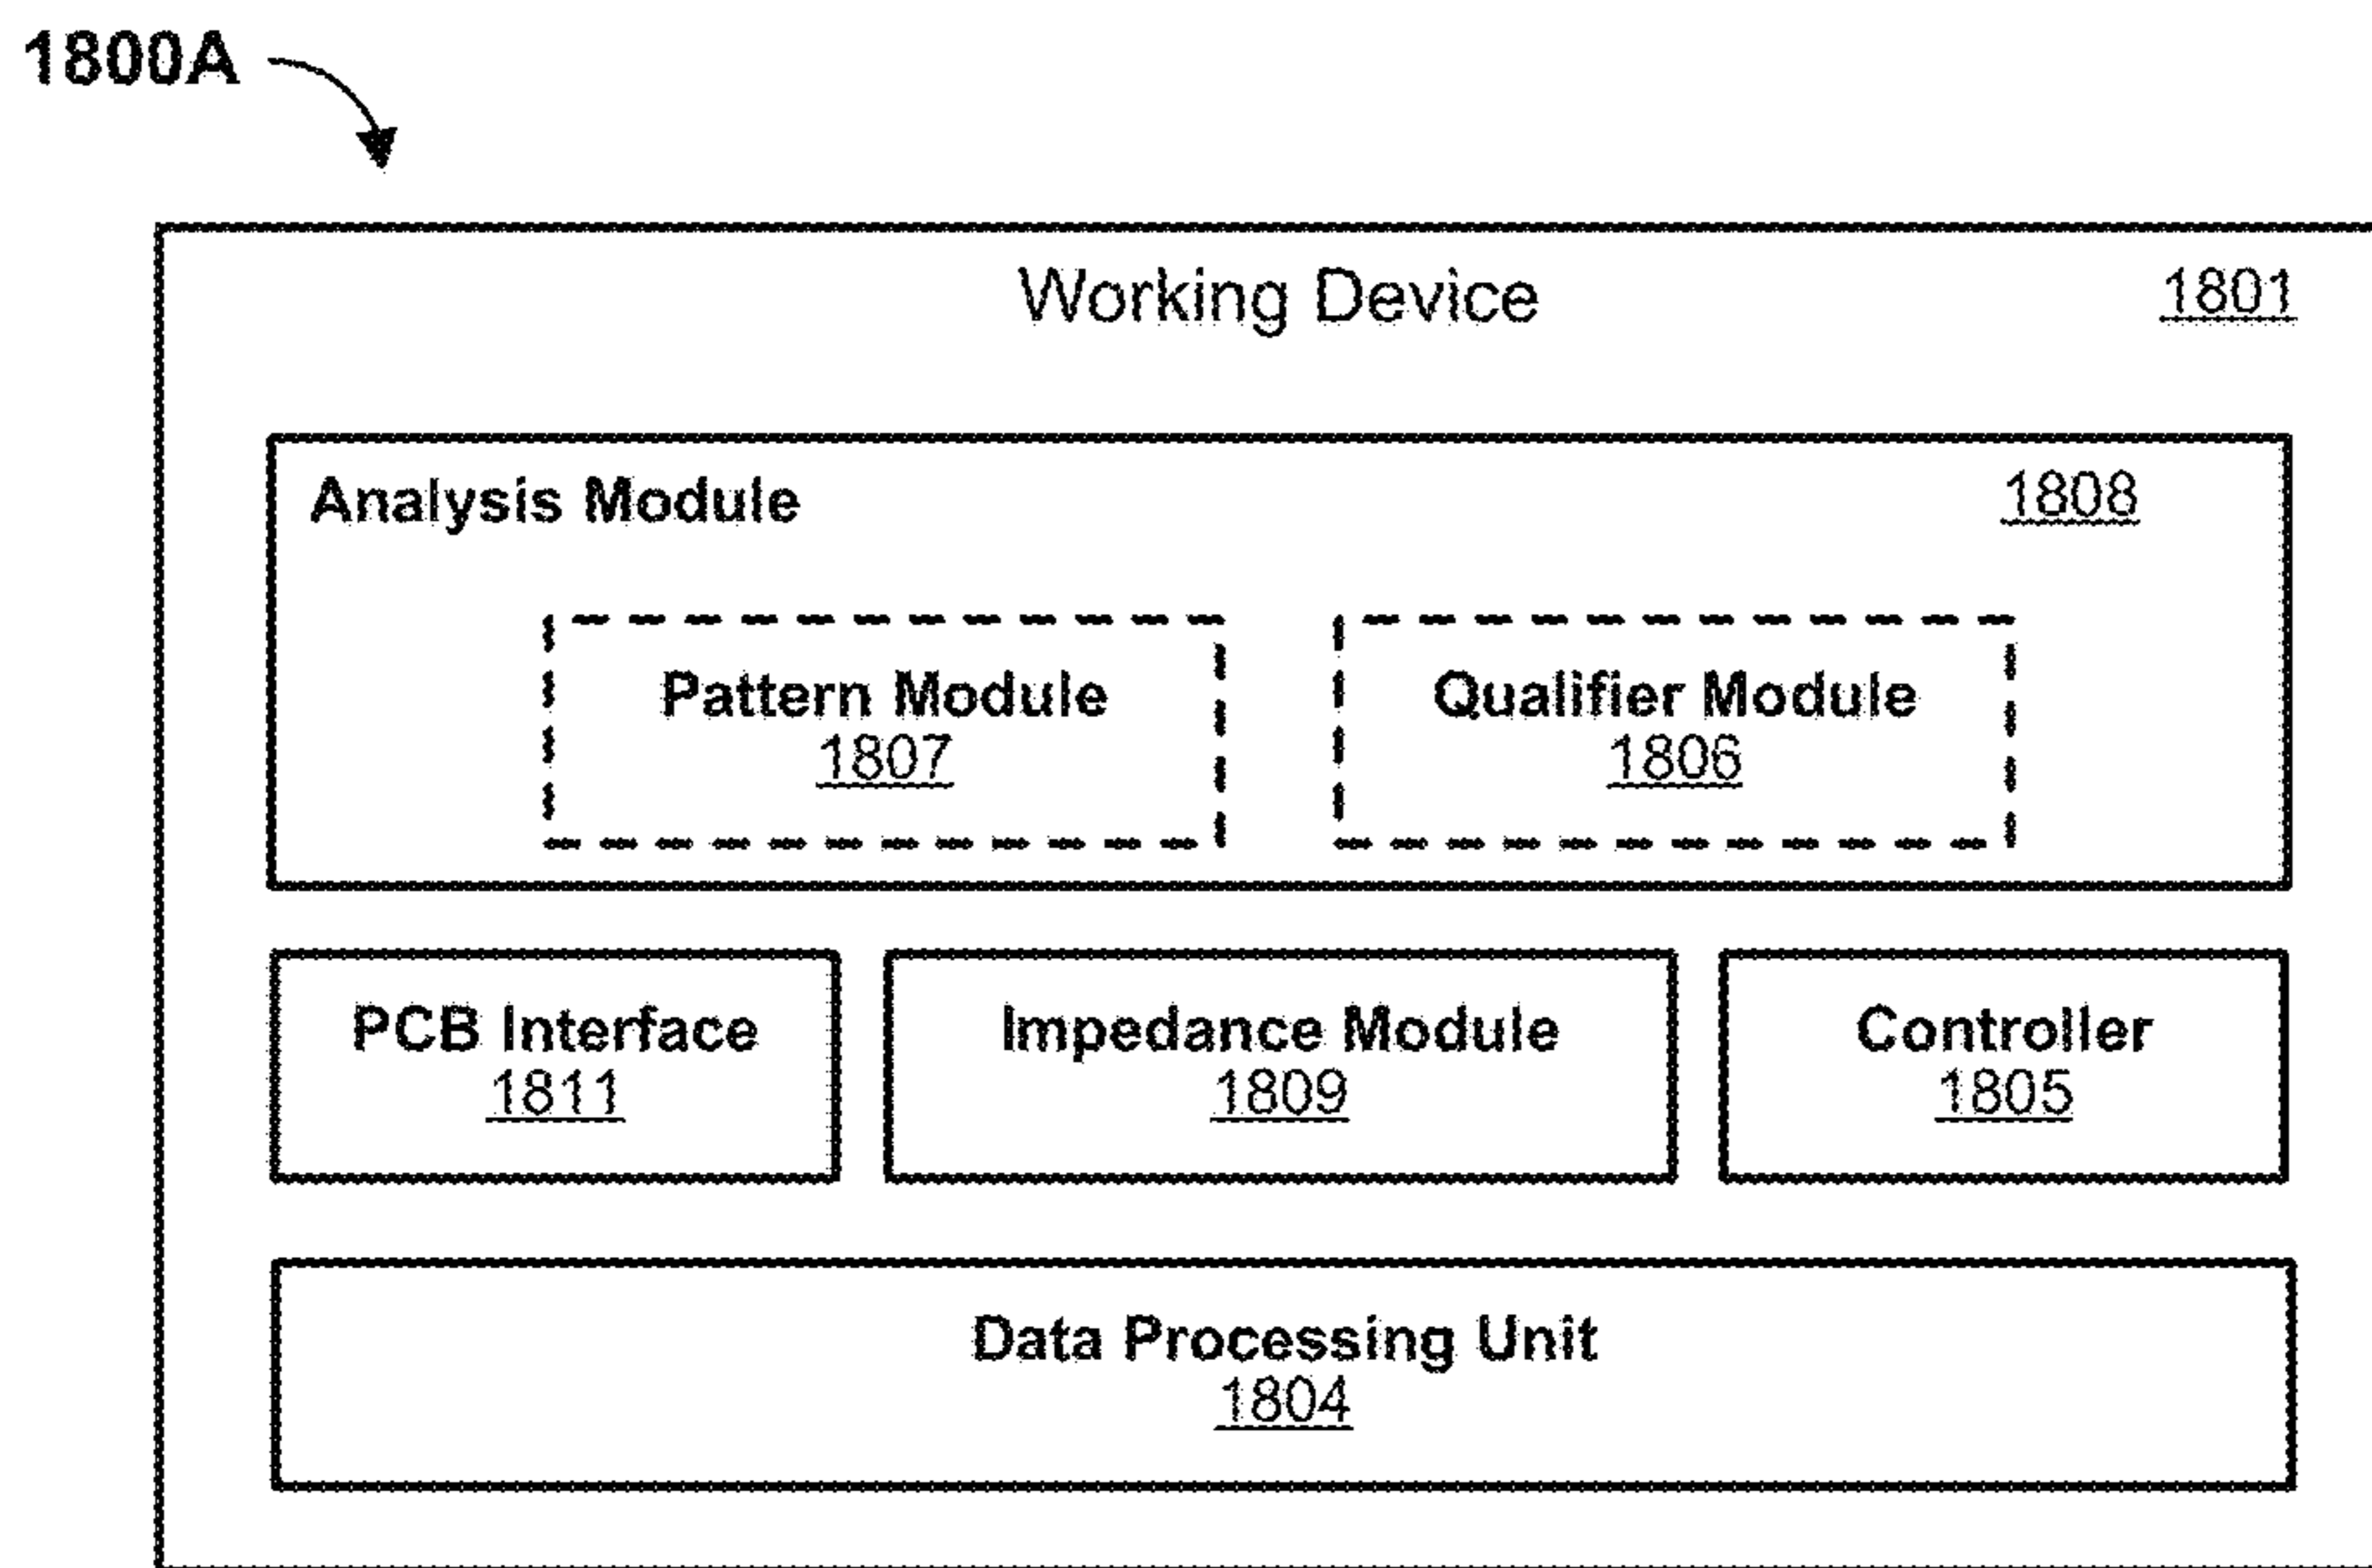 1800A
Working Device 1801
Analysis Module 1808
Pattern Module
1807
Qualifier Module
1806
PCB Interface
1811
Impedance Module
1809
Controller
1805
Data Processing Unit
1804